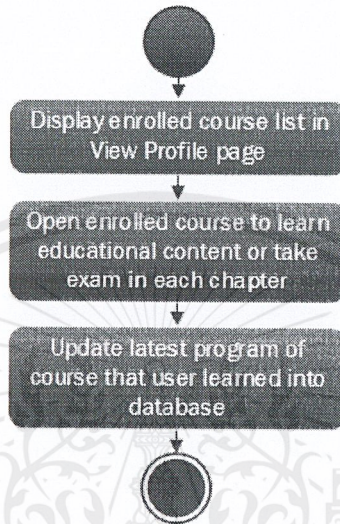 Display enrolled course list in
View Profile page
Open enrolled course to learn
educational content or take
exam in each chapter
Update latest program of
course that user learned into
database